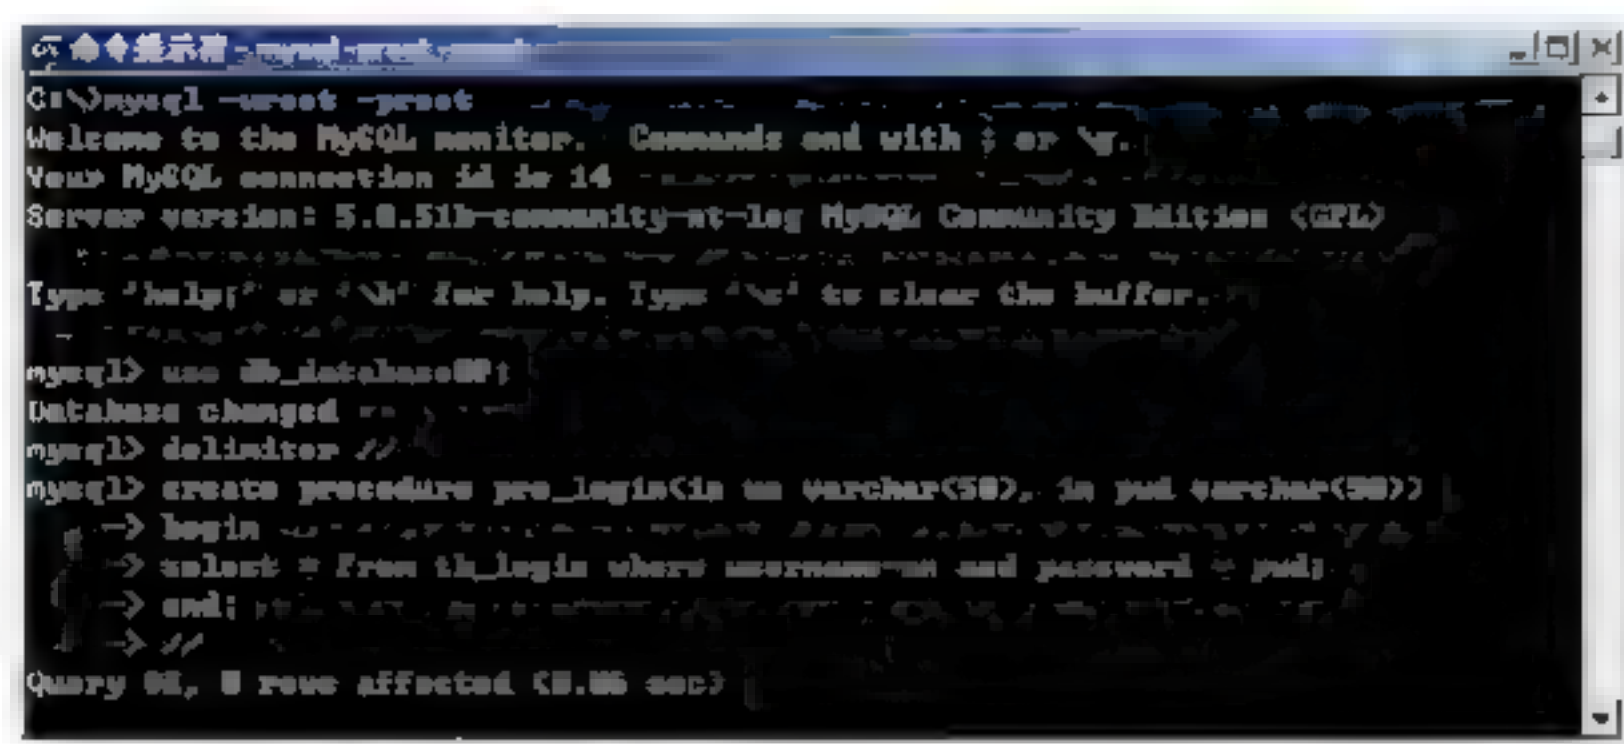 命令提示符 - mysql -uroot -proot
C:\>mysql -uroot -proot
Welcome to the MySQL monitor.  Commands end with ; or \g.
Your MySQL connection id is 14
Server version: 5.0.51b-community-nt-log MySQL Community Edition (GPL)
Type 'help;' or '\h' for help. Type '\c' to clear the buffer.
mysql> use
Database changed
mysql> delimiter //
mysql> create procedure pro_login(in un varchar(50), in pwd varchar(50))
    -> begin
    -> select * from tb_login where username=un and password = pwd;
    -> end;
    -> //
Query OK, 0 rows affected